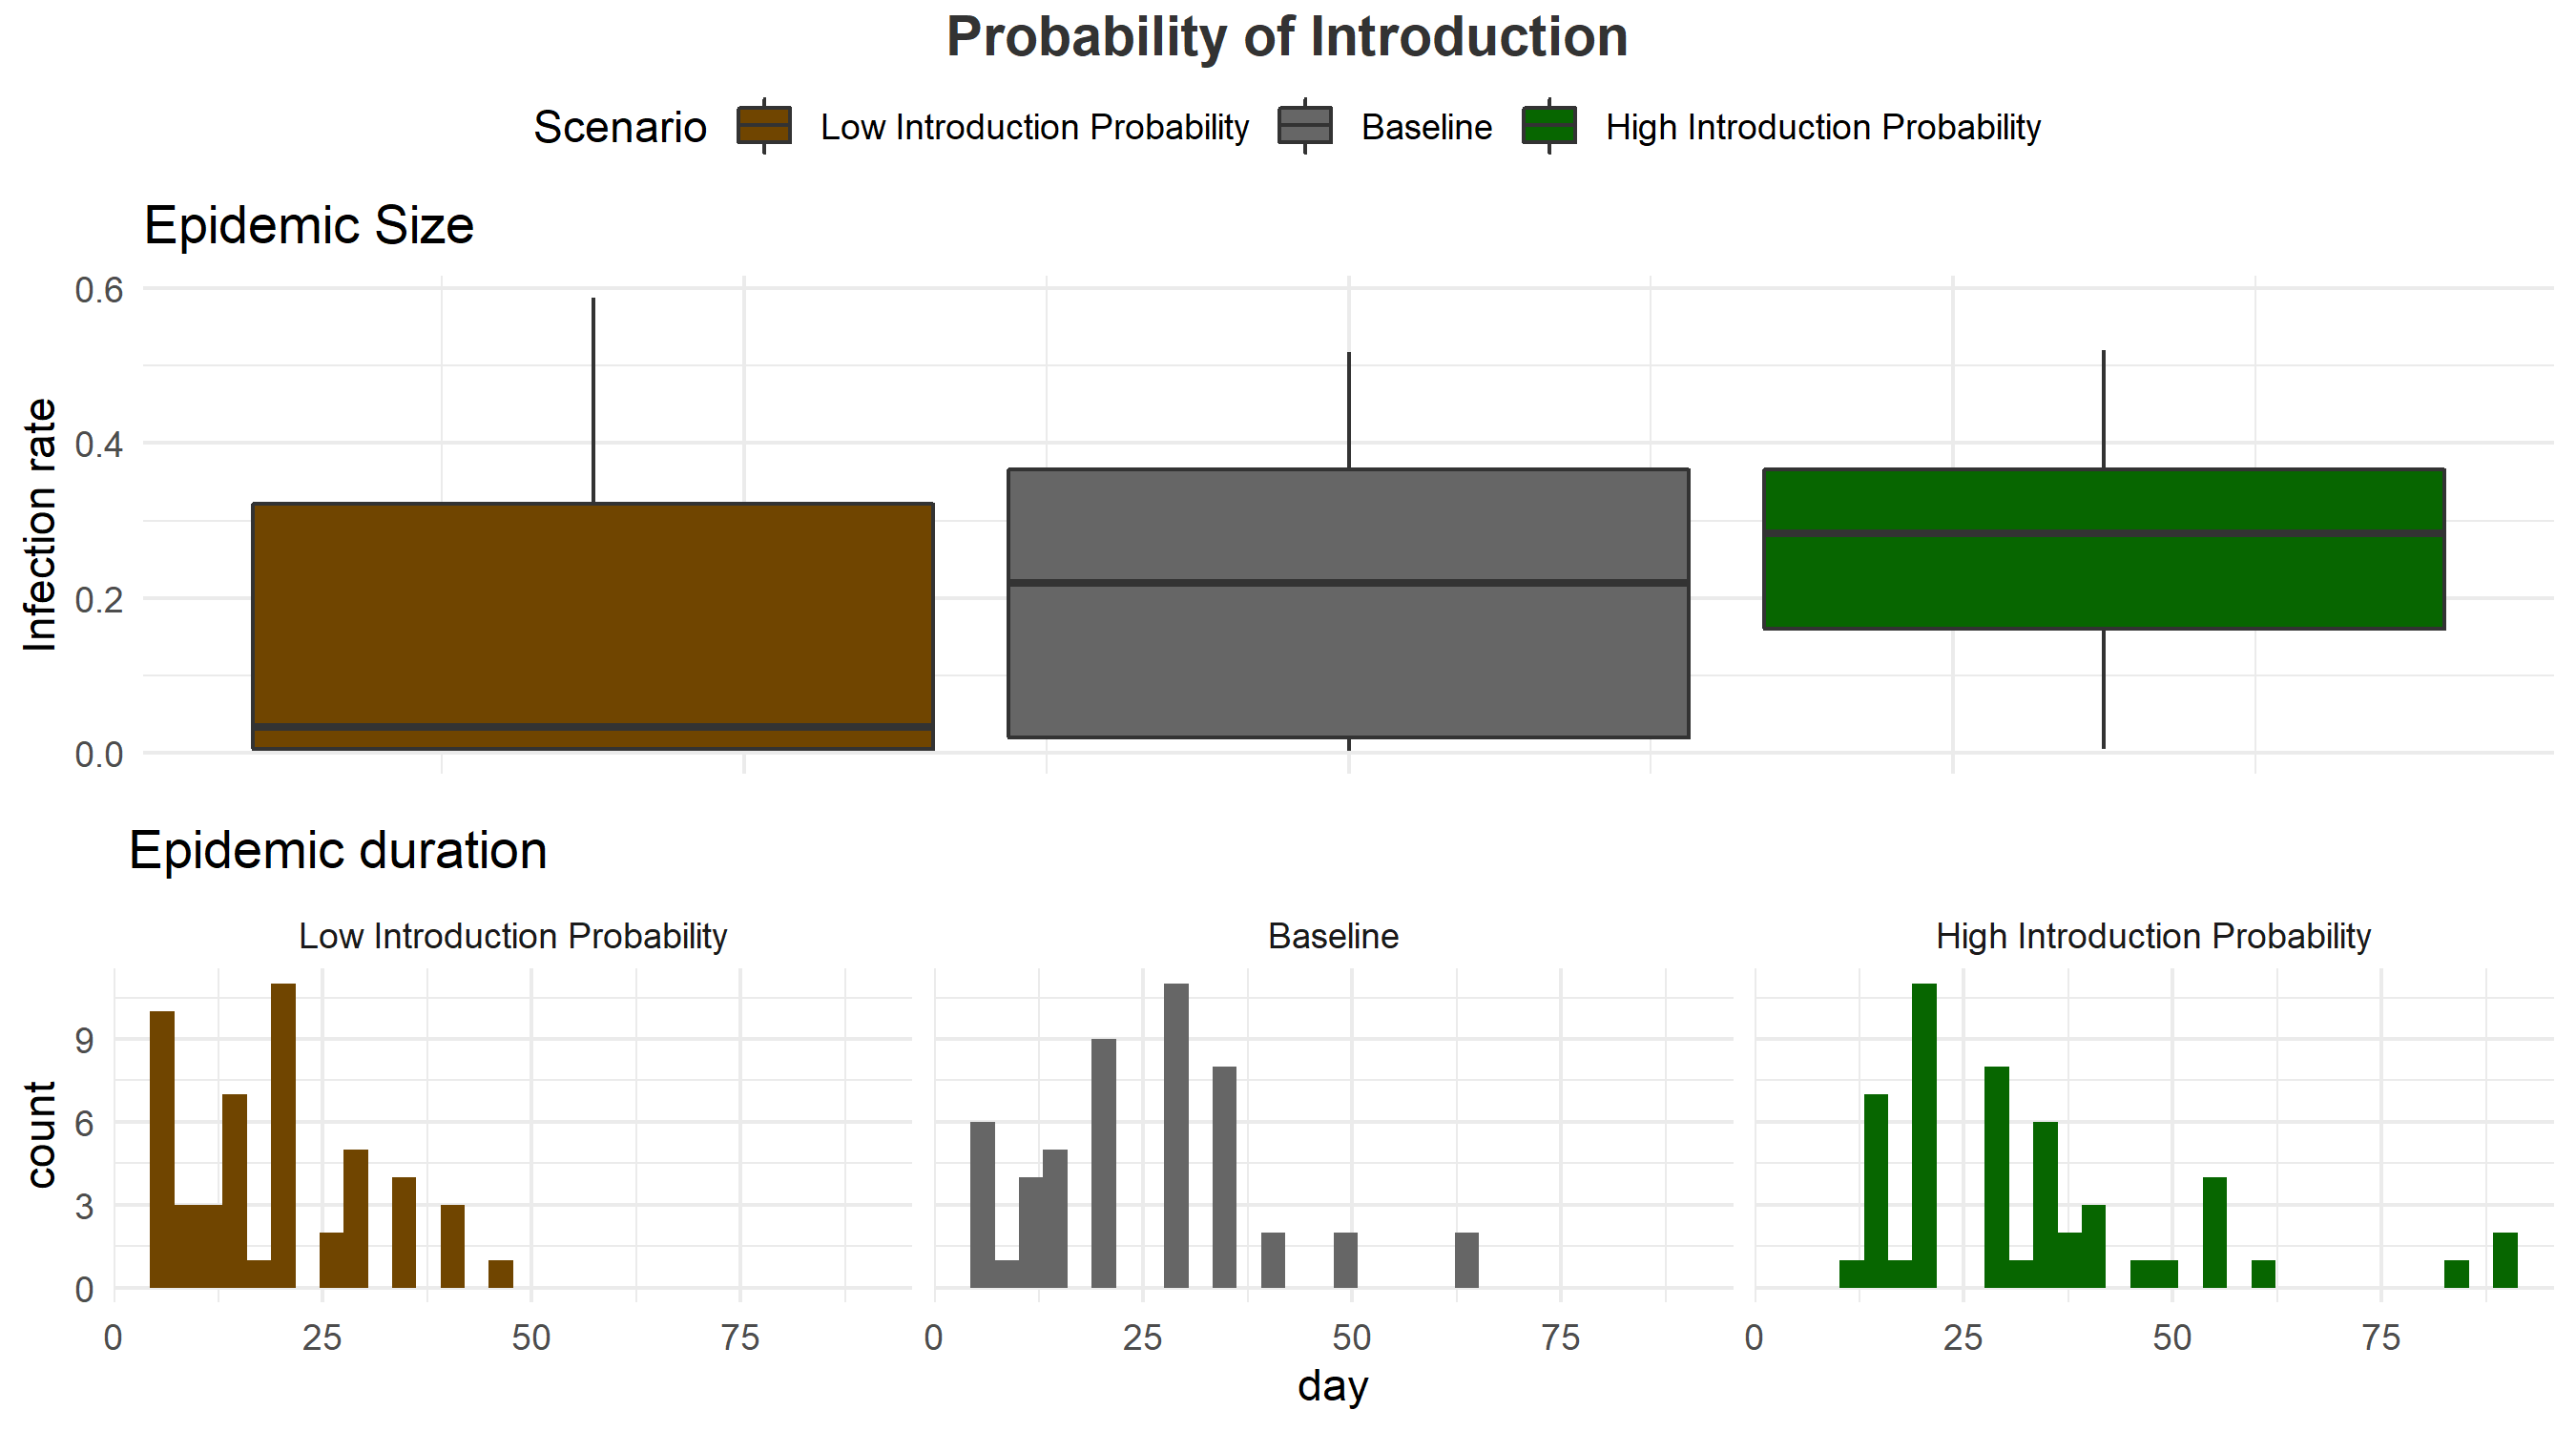 Probability of Introduction
Scenario Low Introduction Probability Baseline High Introduction Probability
Epidemic Size
0.6
0.4
0.2
0.0
Infection rate
Epidemic duration
Low Introduction Probability Baseline High Introduction Probability
9
6
3
0
count
0 25 50 75 0 25 50 75 0 25 50 75
day